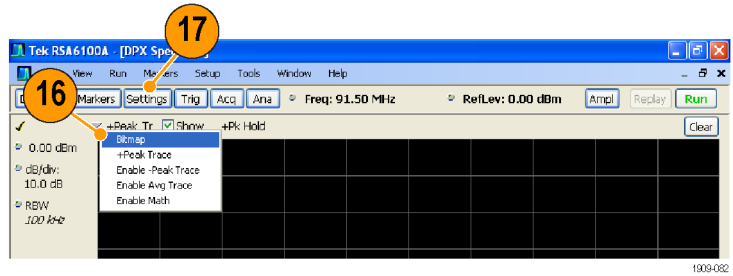 17
Tek RSA6100A - [DPX Spe
View Run Markers Setup Tools Window Help
16
Markers Settings Trig Acq Ana Freq: 91.50 MHz RefLev: 0.00 dBm Ampl Replay Run
+Peak Tr Show +Pk Hold Clear
Bitmap
0.00 dBm
+Peak Trace
dB/div:
Enable -Peak Trace
10.0 dB
Enable Avg Trace
RBW
Enable Math
100 kHz
1909-082